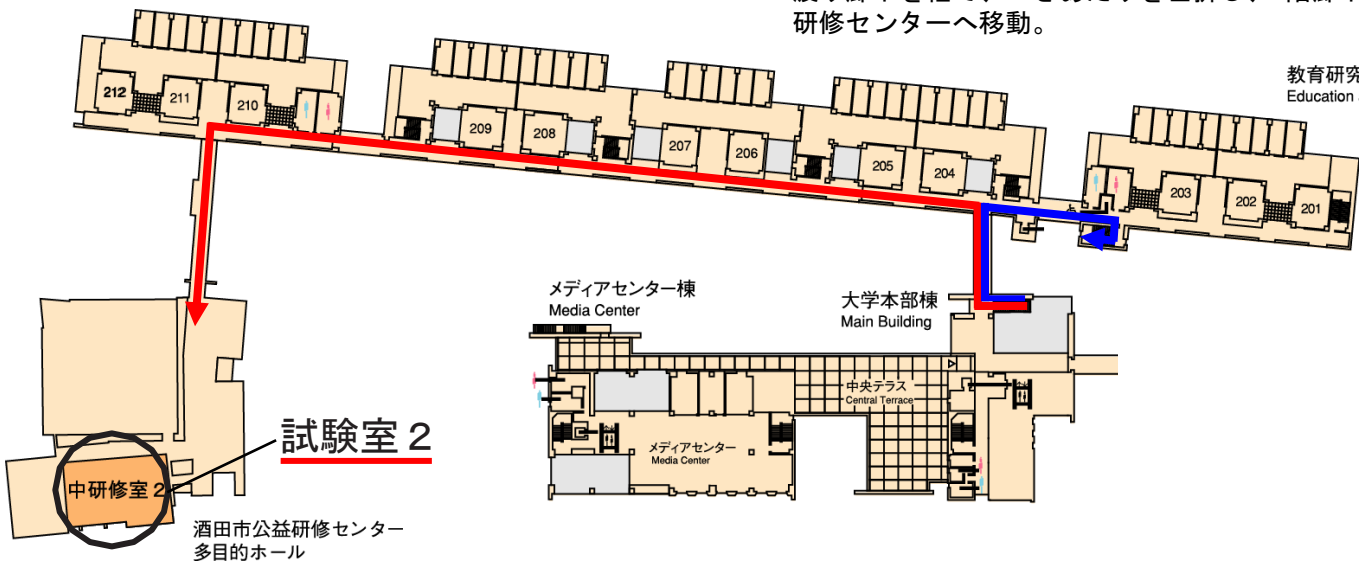 研修センターへ移動。
教育研究
Education
212
211
210
209
208
207
206
205
204
203
202
201
メディアセンター棟
Media Center
大学本部棟
Main Building
中央テラス
Central Terrace
メディアセンター
Media Center
試験室２
中研修室２
酒田市公益研修センター
多目的ホール